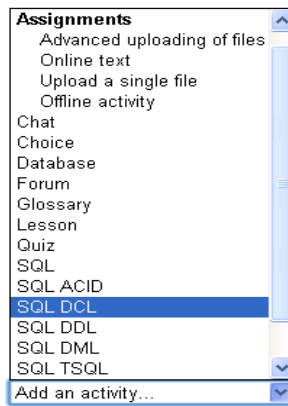 Assignments
Advanced uploading of files
Online text
Upload a single file
Offline activity
Chat
Choice
Database
Forum
Glossary
Lesson
Quiz
SQL
SQL ACID
SQL DCL
SQL DDL
SQL DML
SQL TSQL
Add an activity...